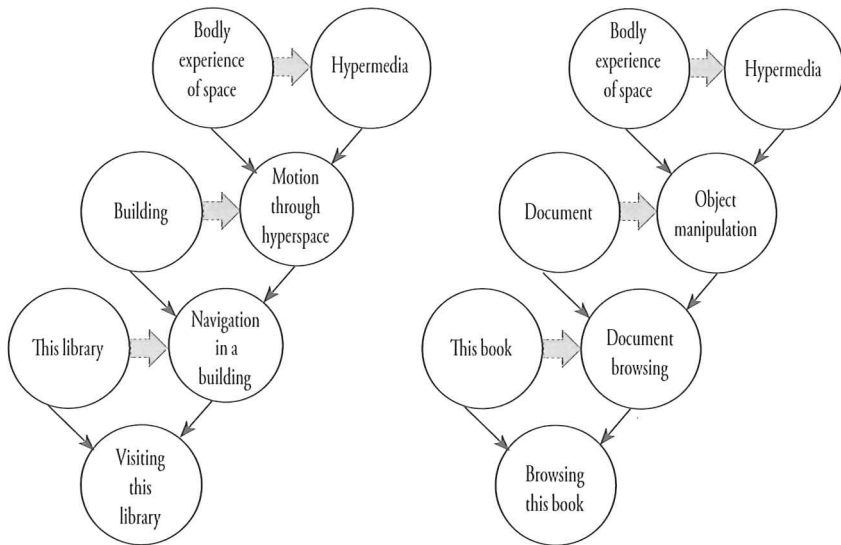 Bodly
experience
of space
Hypermedia
Building
Motion
through
hyperspace
This library
Navigation
in a
building
Visiting
this
library
Bodly
experience
of space
Hypermedia
Document
Object
manipulation
This book
Document
browsing
Browsing
this book